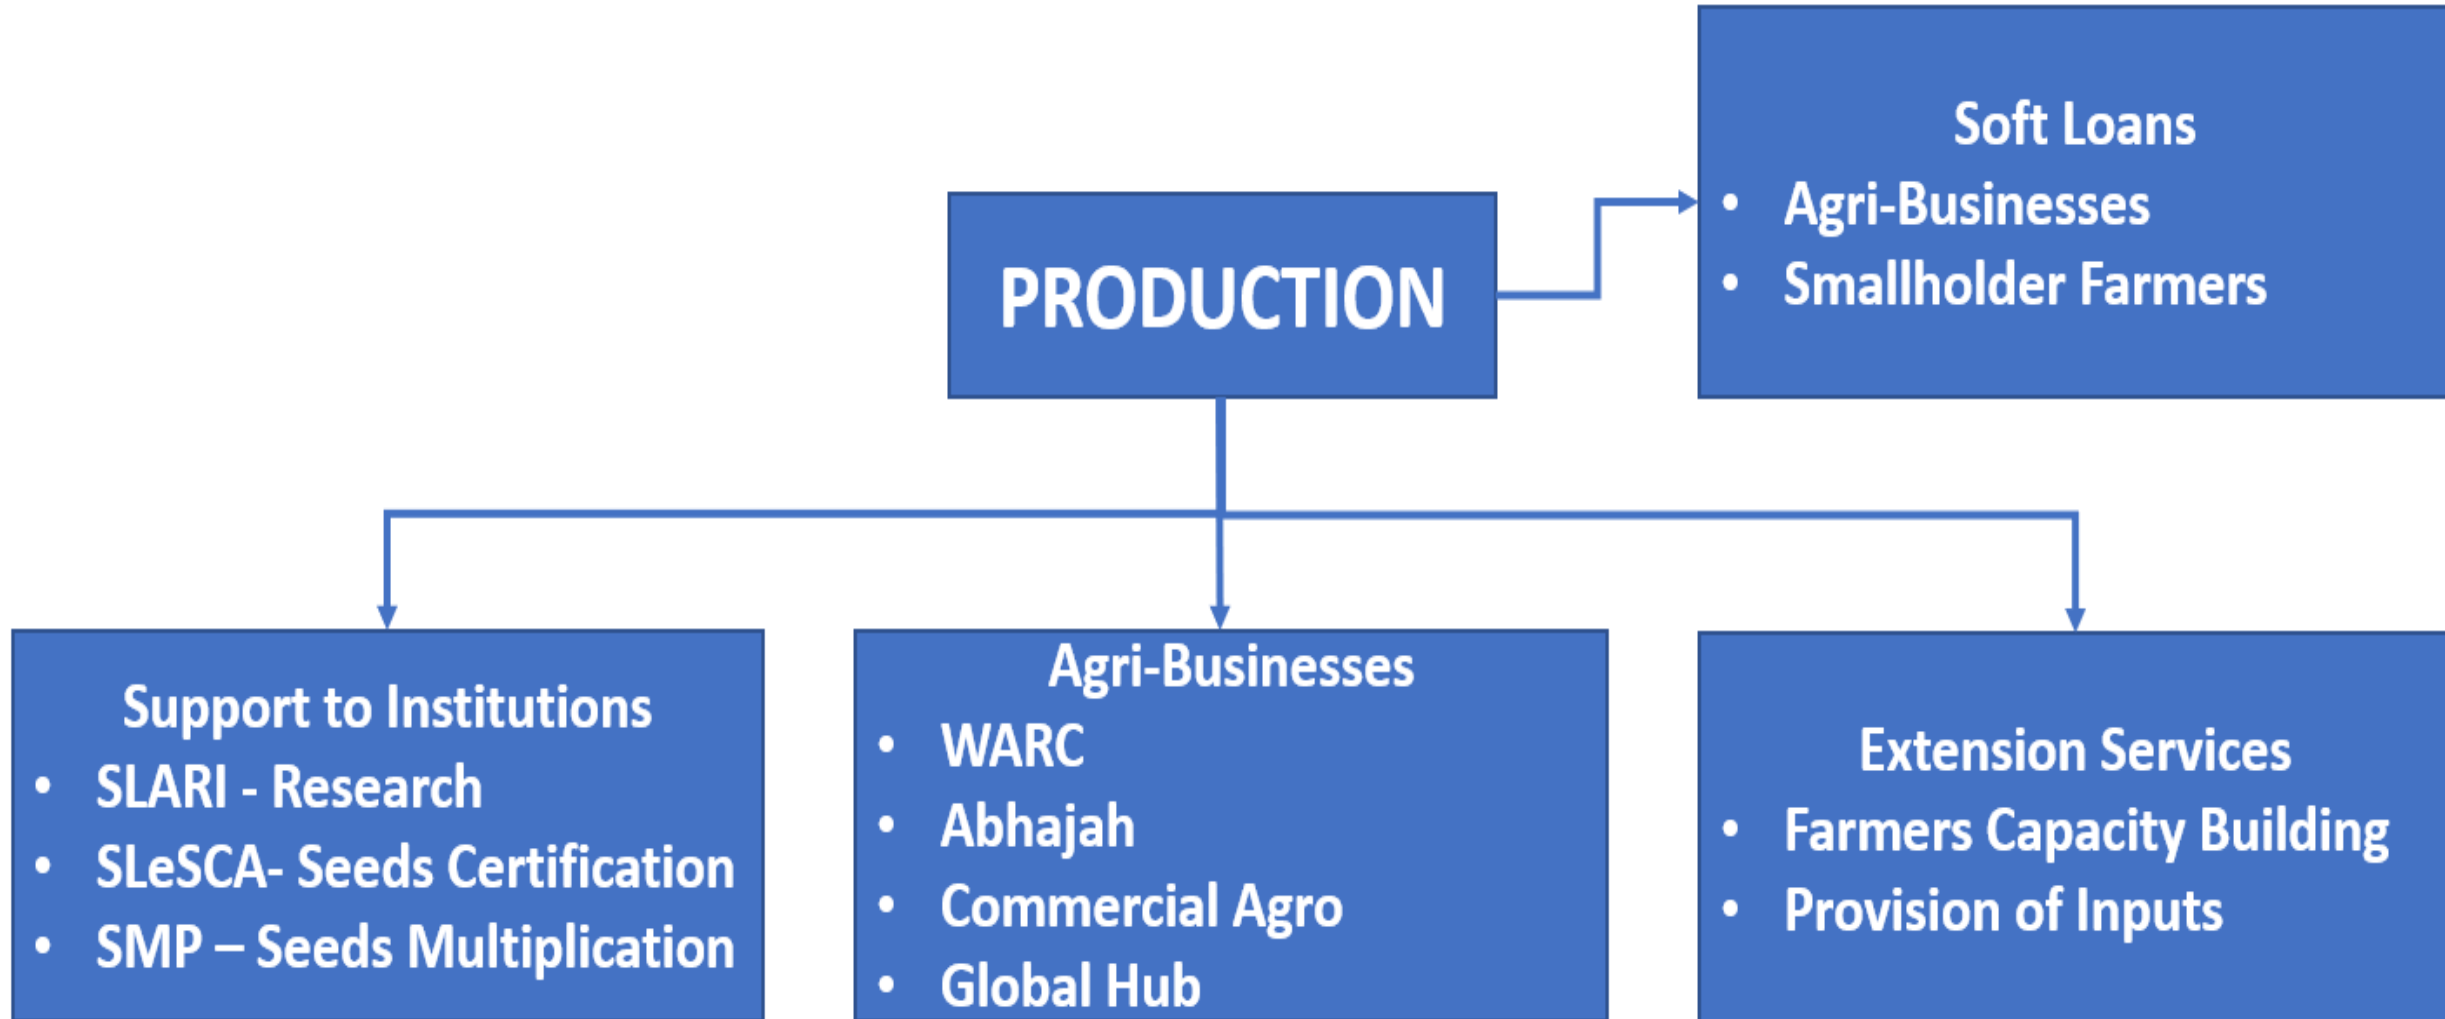 PRODUCTION
Soft Loans
• Agri-Businesses
• Smallholder Farmers
Support to Institutions
• SLARI - Research
• SLeSCA- Seeds Certification
• SMP – Seeds Multiplication
Agri-Businesses
• WARC
• Abhajah
• Commercial Agro
• Global Hub
Extension Services
• Farmers Capacity Building
• Provision of Inputs